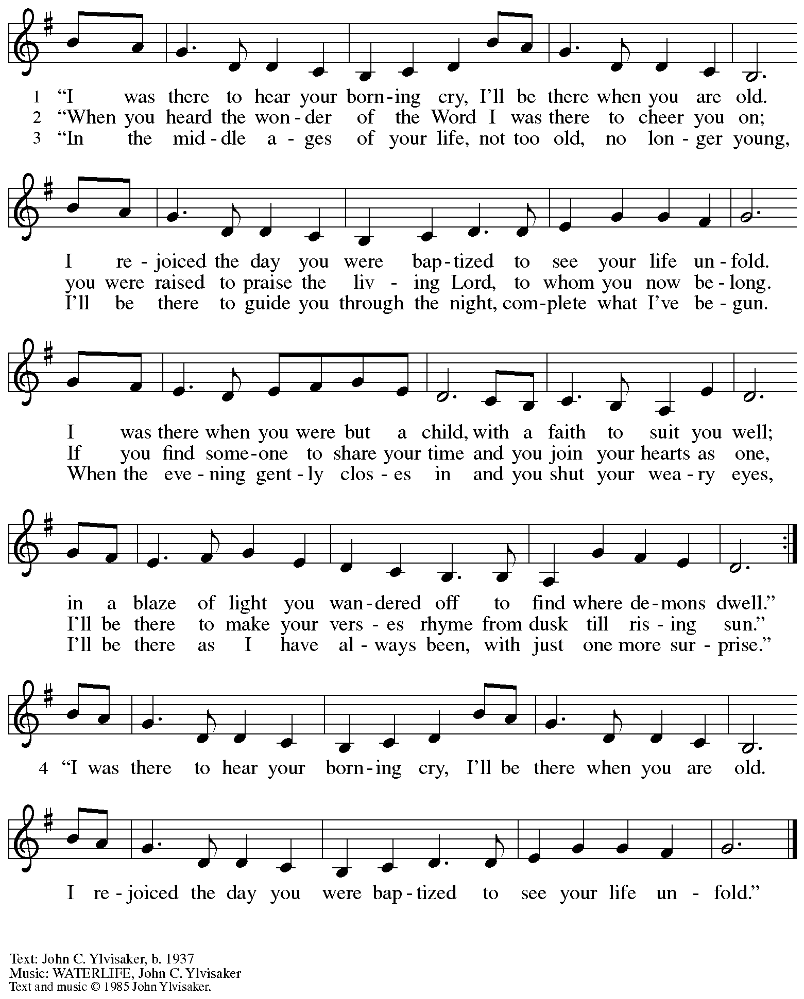 1 “I was there to hear your born-ing cry, I’ll be there when you are old.
2 “When you heard the won-der of the Word I was there to cheer you on;
3 “In the mid-dle a-ges of your life, not too old, no lon-ger young,
I re-joiced the day you were bap-tized to see your life un-fold.
you were raised to praise the liv-ing Lord, to whom you now be-long.
I’ll be there to guide you through the night, com-plete what I’ve be-gun.
I was there when you were but a child, with a faith to suit you well;
If you find some-one to share your time and you join your hearts as one,
When the eve-ning gent-ly clos-es in and you shut your wea-ry eyes,
in a blaze of light you wan-dered off to find where de-mons dwell.”
I’ll be there to make your vers-es rhyme from dusk till ris-ing sun.”
I’ll be there as I have al-ways been, with just one more sur-prise.”
4 “I was there to hear your born-ing cry, I’ll be there when you are old.
I re-joiced the day you were bap-tized to see your life un-fold.”
Text: John C. Ylvisaker, b. 1937
Music: WATERLIFE, John C. Ylvisaker
Text and music © 1985 John Ylvisaker.